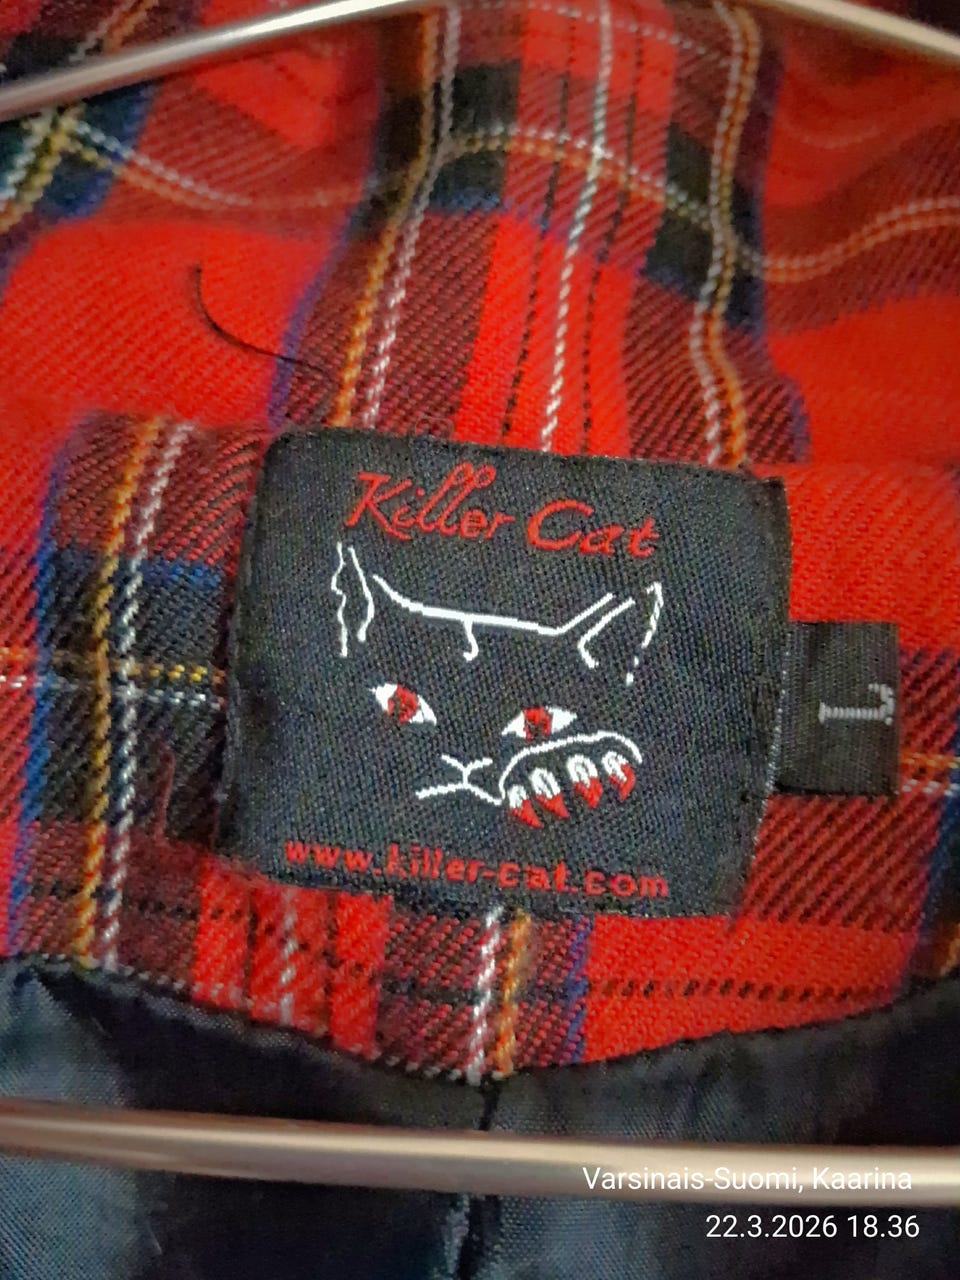 Killer Cat
L
www.killer-cat.com
Varsinais-Suomi, Kaarina
22.3.2026 18.36